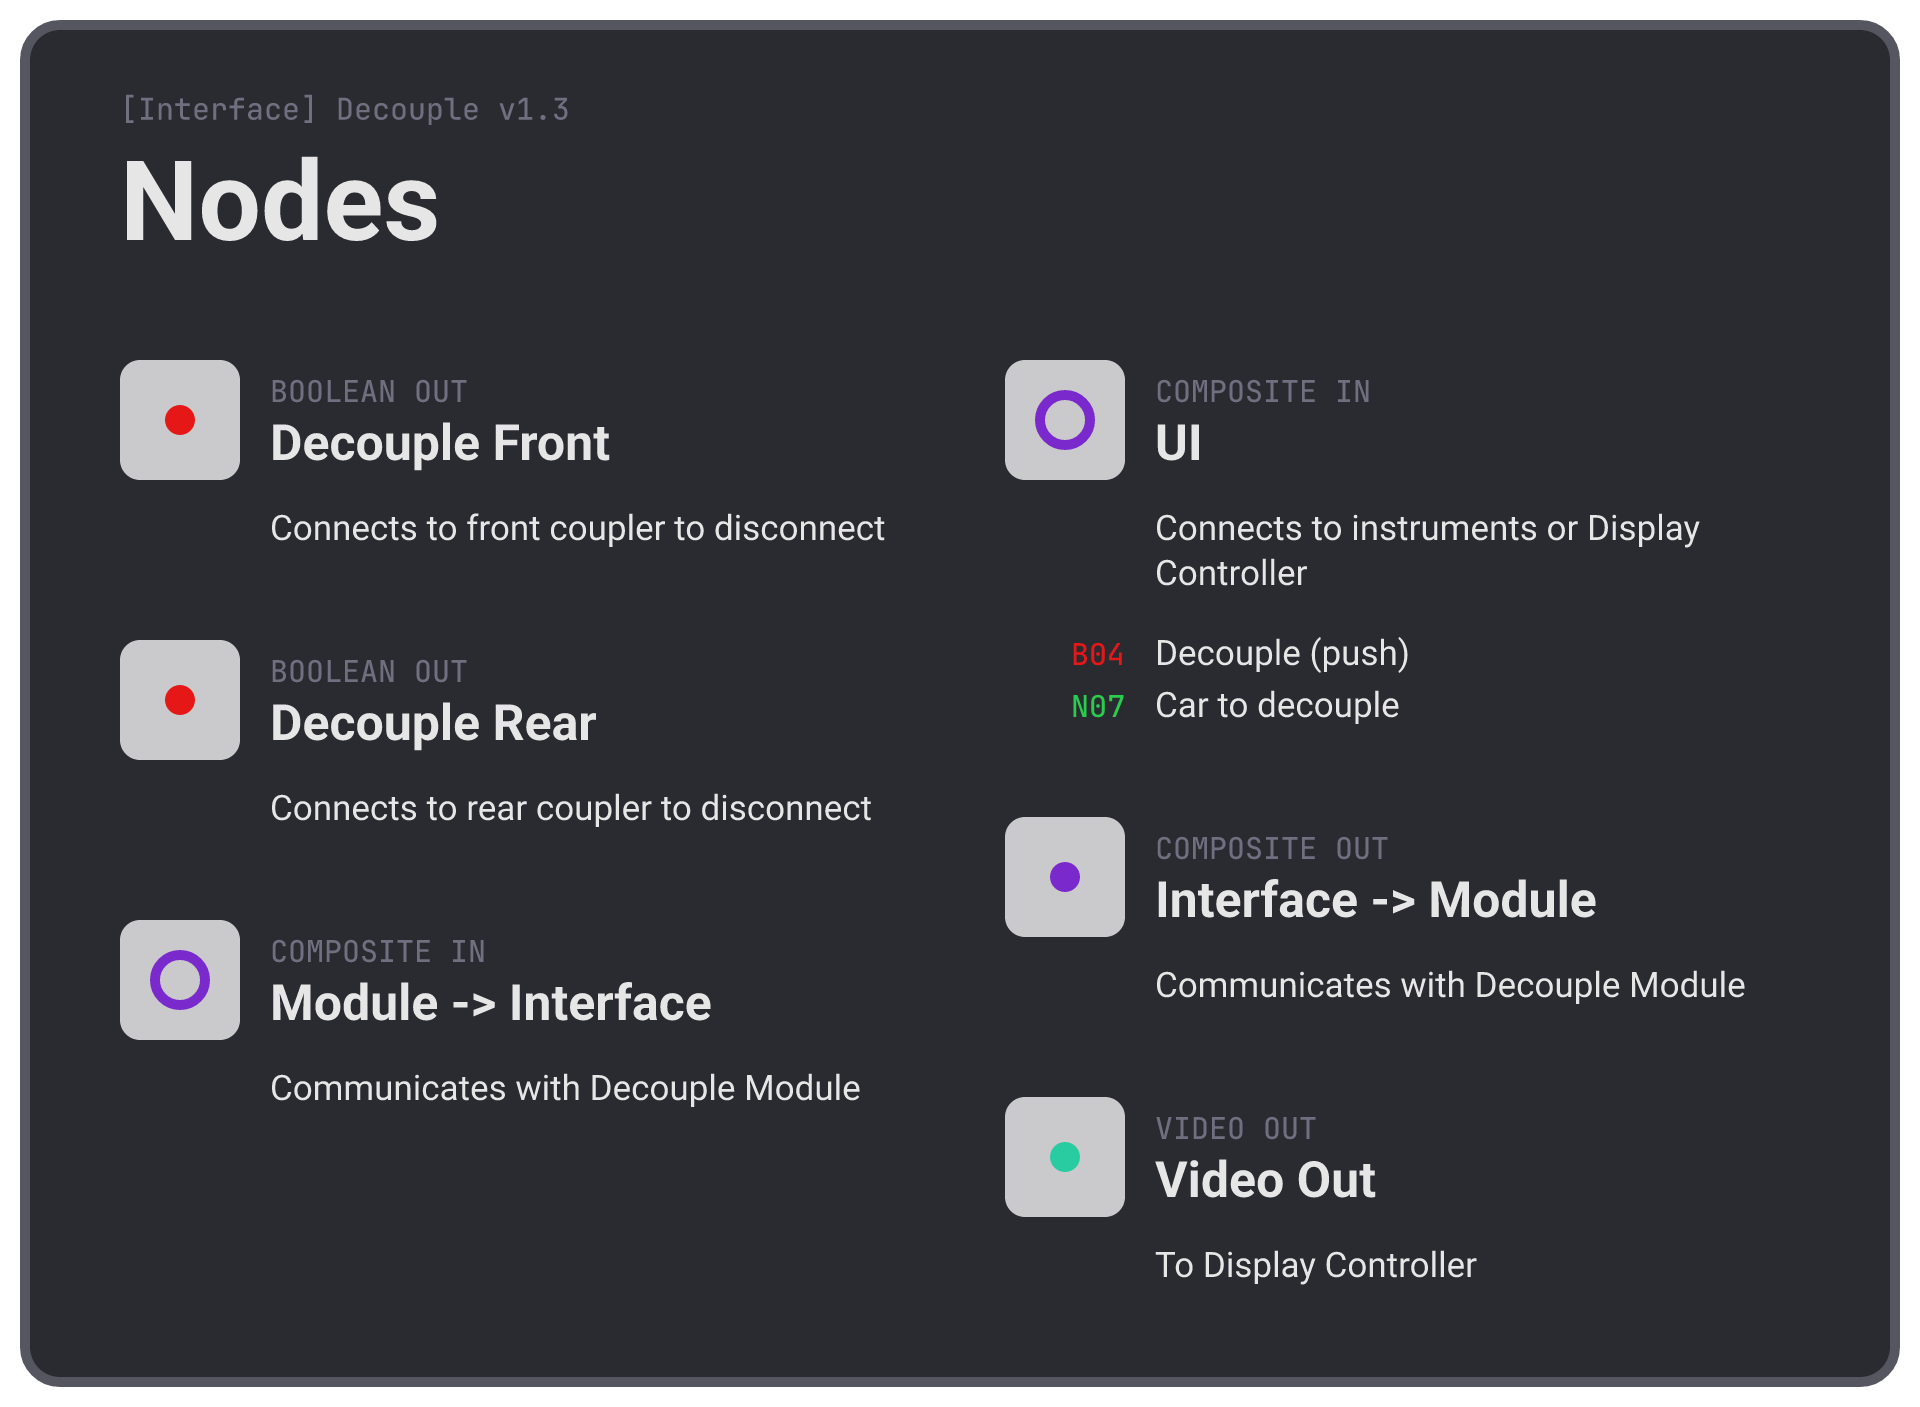 [Interface] Decouple v1.3
Nodes
BOOLEAN OUT
Decouple Front
Connects to front coupler to disconnect
BOOLEAN OUT
Decouple Rear
Connects to rear coupler to disconnect
COMPOSITE IN
Module -> Interface
Communicates with Decouple Module
COMPOSITE IN
UI
Connects to instruments or Display
Controller
B04 Decouple (push)
N07 Car to decouple
COMPOSITE OUT
Interface -> Module
Communicates with Decouple Module
VIDEO OUT
Video Out
To Display Controller